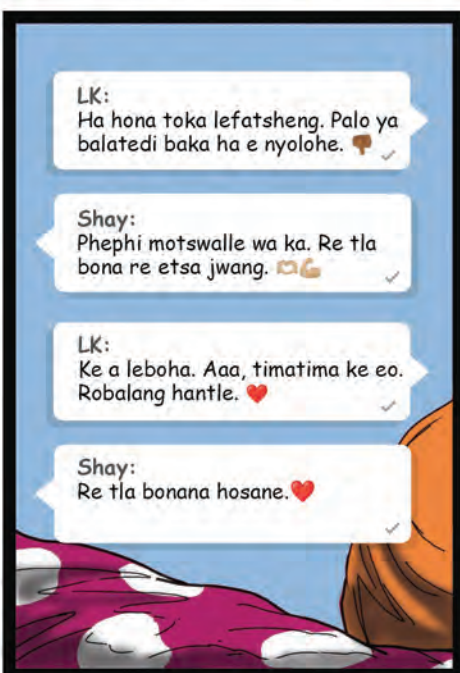 LK:
Ha hona toka lefatsheng. Palo ya
balatedi baka ha e nyolohe. 👎🏾
Shay:
Phephi motswalle wa ka. Re tla
bona re etsa jwang. 🫶🏼💪🏼
LK:
Ke a leboha. Aaa, timatima ke eo.
Robalang hantle. ❤️
Shay:
Re tla bonana hosane.❤️